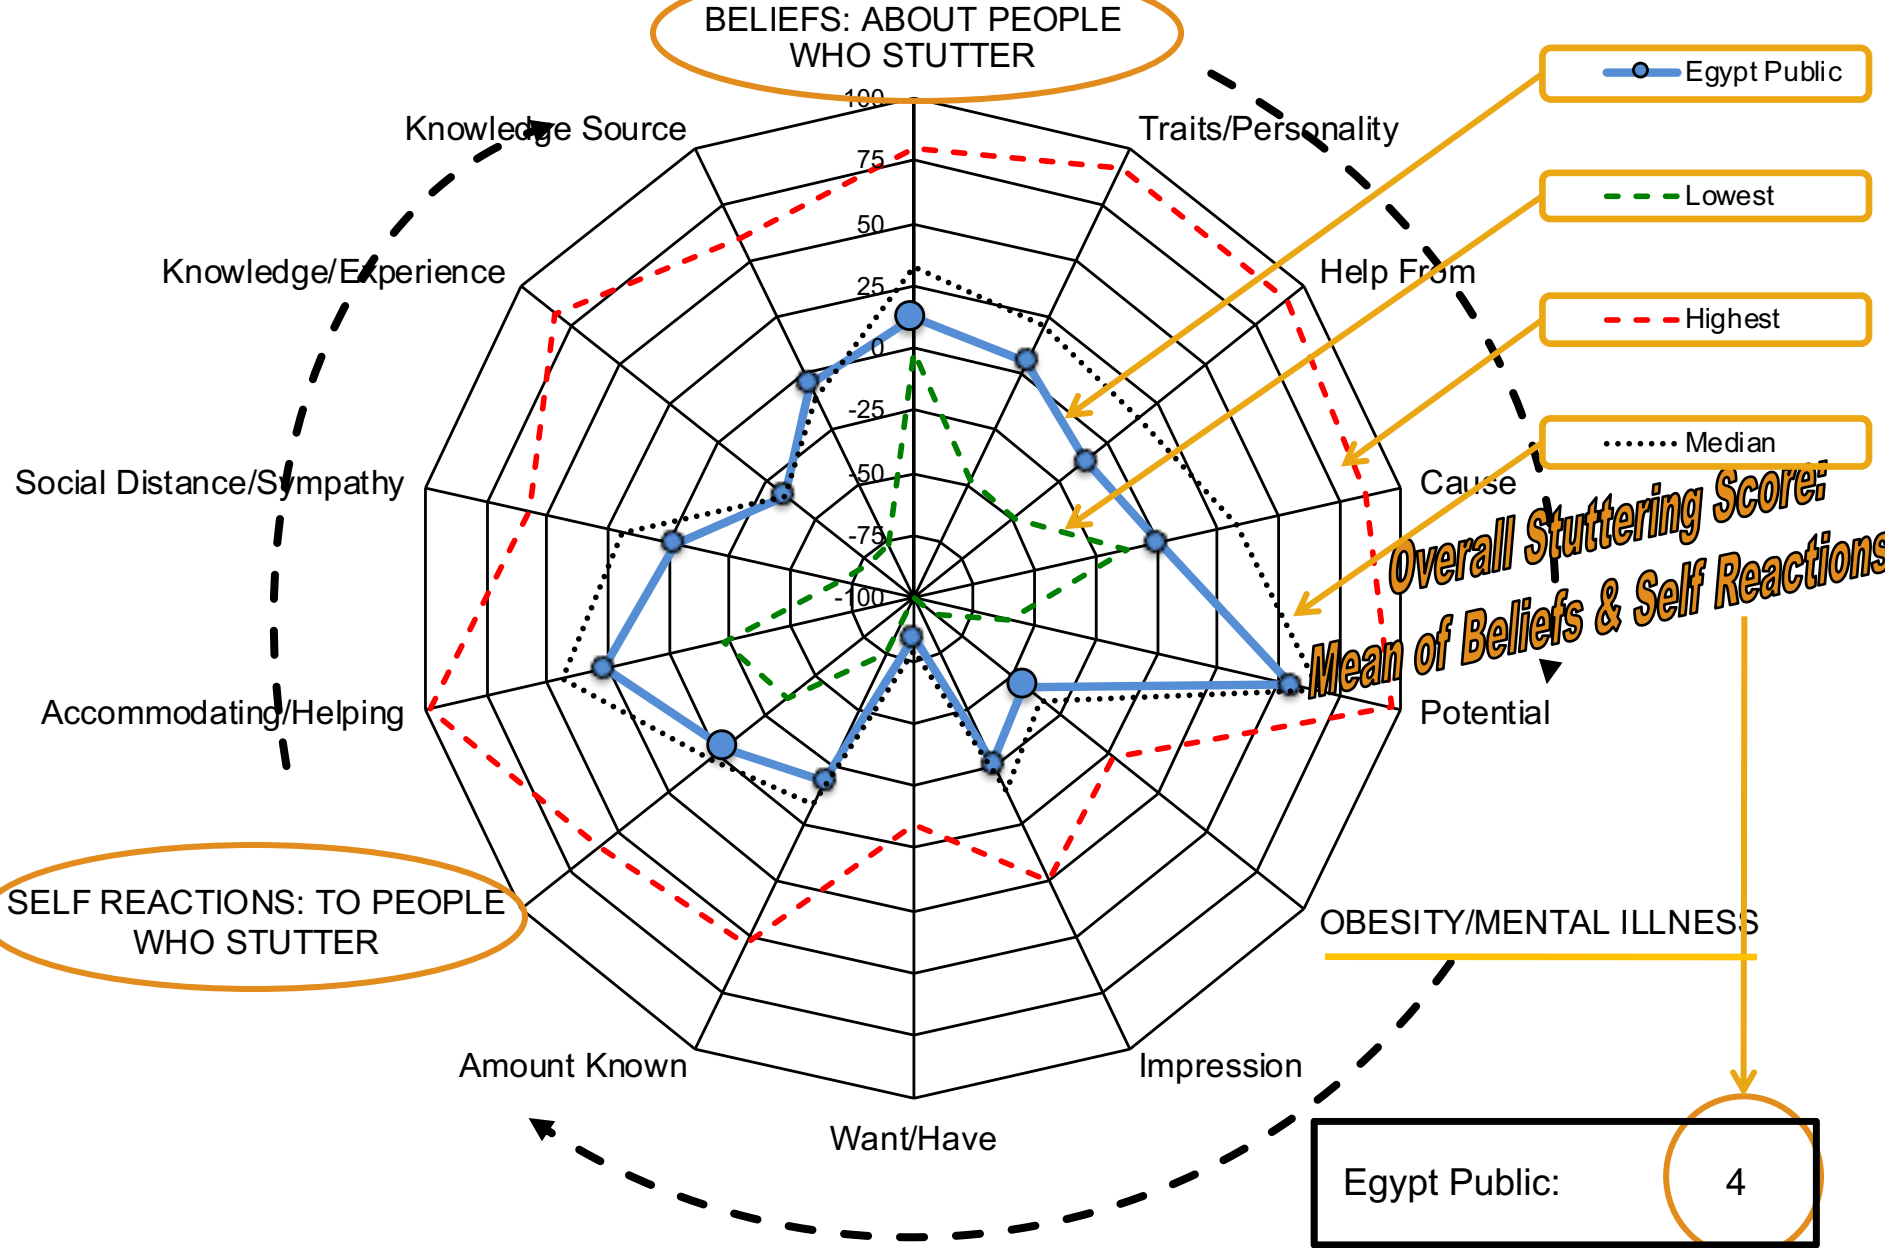 BELIEFS: ABOUT PEOPLE
WHO STUTTER
Egypt Public
Lowest
Highest
Median
100
75
50
25
0
-25
-50
-75
-100
Knowledge Source
Traits/Personality
Knowledge/Experience
Help From
Social Distance/Sympathy
Cause
Overall Stuttering Score:
Mean of Beliefs & Self Reactions
Accommodating/Helping
Potential
SELF REACTIONS: TO PEOPLE
WHO STUTTER
OBESITY/MENTAL ILLNESS
Amount Known
Impression
Want/Have
Egypt Public: 4